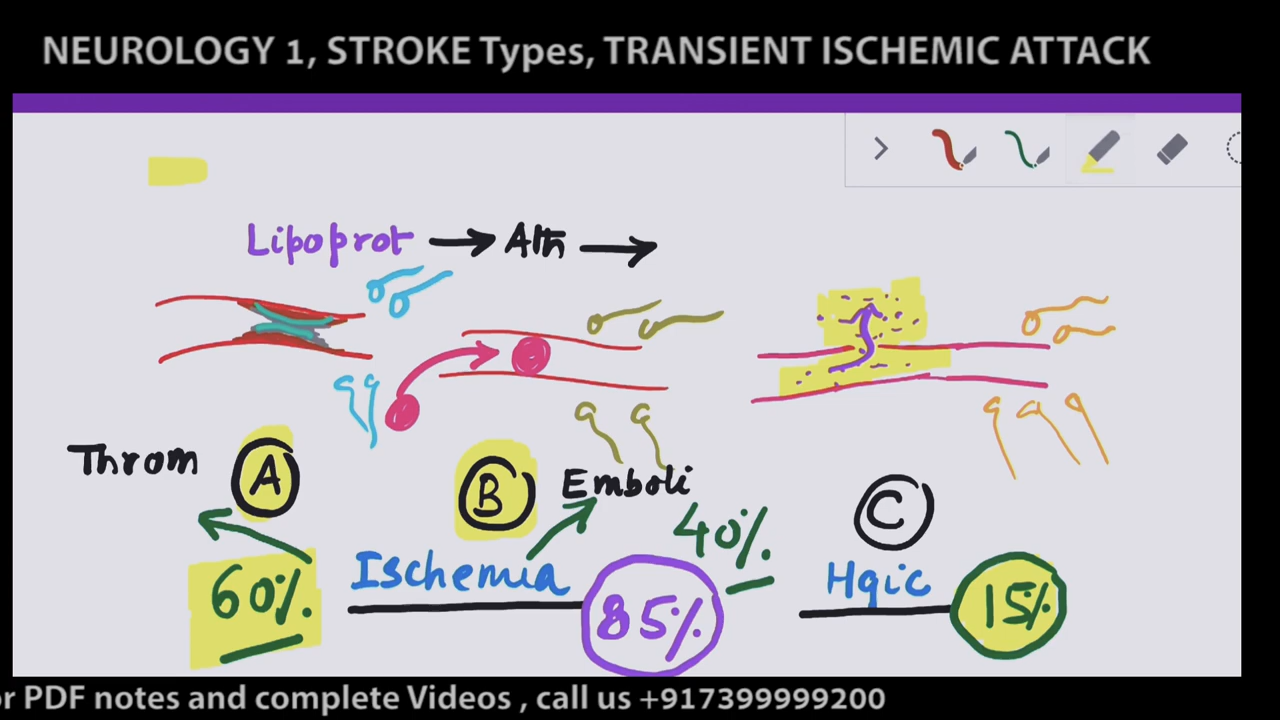 NEUROLOGY 1, STROKE Types, TRANSIENT ISCHEMIC ATTACK
Lipoprot → Ath →
Throm A B Emboli C
60% Ischemia 85% 40% Hgic 15%
or PDF notes and complete Videos , call us +917399999200